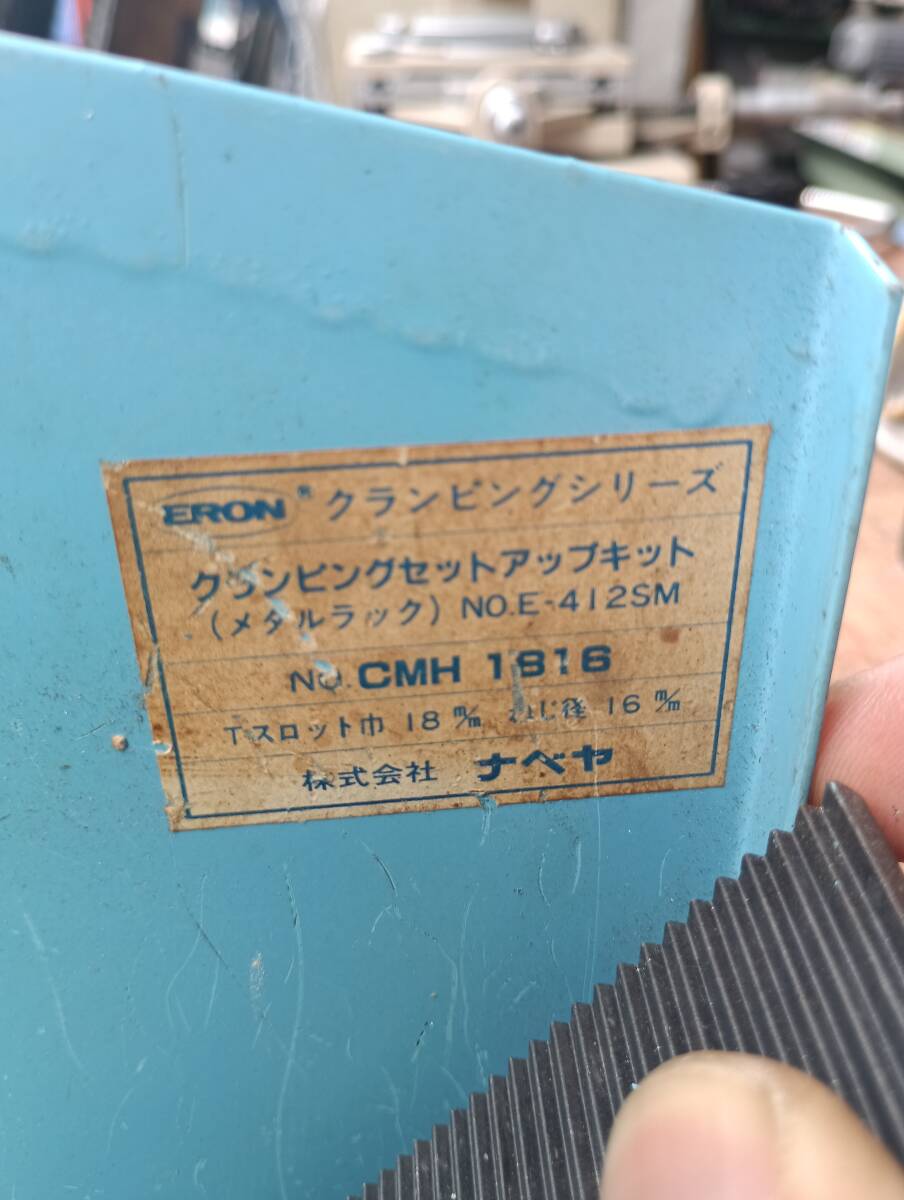 ERON® クランピングシリーズ
クランピングセットアップキット
(メタルラック) NO.E-412SM
NO. CMH 1816
Tスロット巾 18 m/m ねじ径 16 m/m
株式会社 ナベヤ